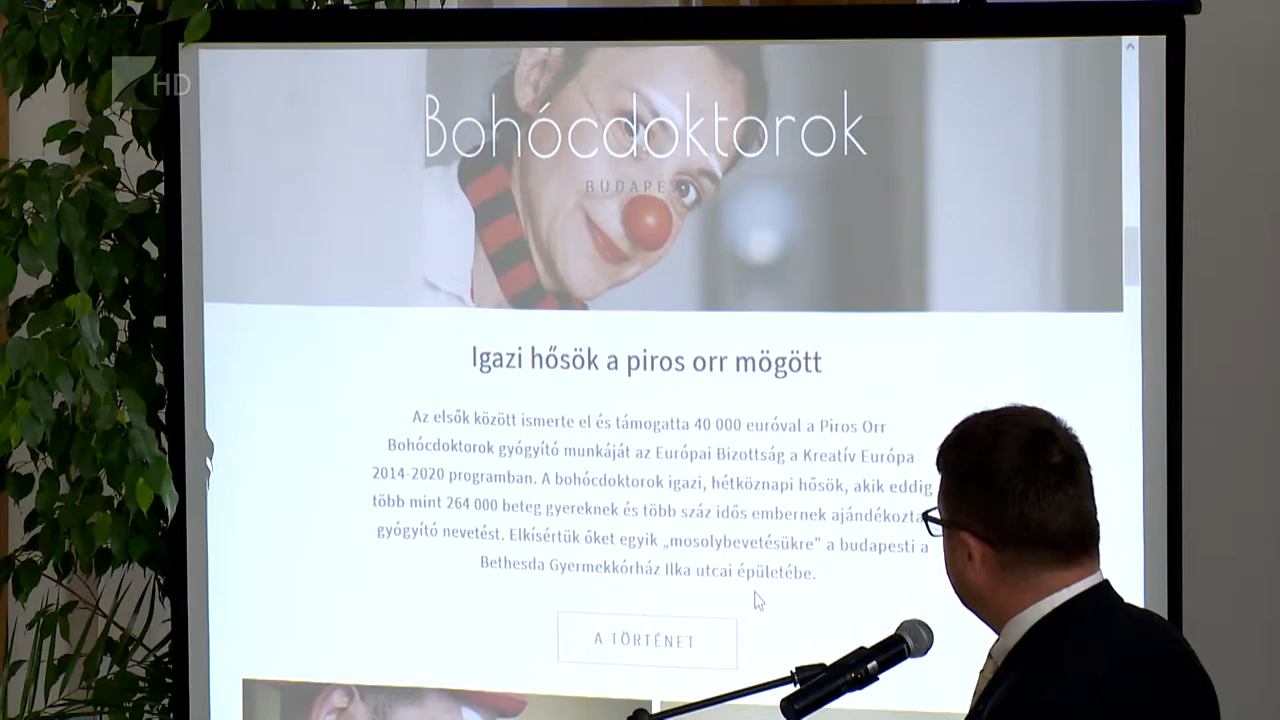 HD
Bohócdoktorok
BUDAPE
Igazi hősök a piros orr mögött
Az elsők között ismerte el és támogatta 40 000 euróval a Piros Orr
Bohócdoktorok gyógyító munkáját az Európai Bizottság a Kreatív Európa
2014-2020 programban. A bohócdoktorok igazi, hétköznapi hősök, akik eddig
több mint 264 000 beteg gyereknek és több száz idős embernek ajándékozta
gyógyító nevetést. Elkísértük őket egyik „mosolybevetésükre” a budapesti a
Bethesda Gyermekkórház Ilka utcai épületébe.
A TÖRTÉNET